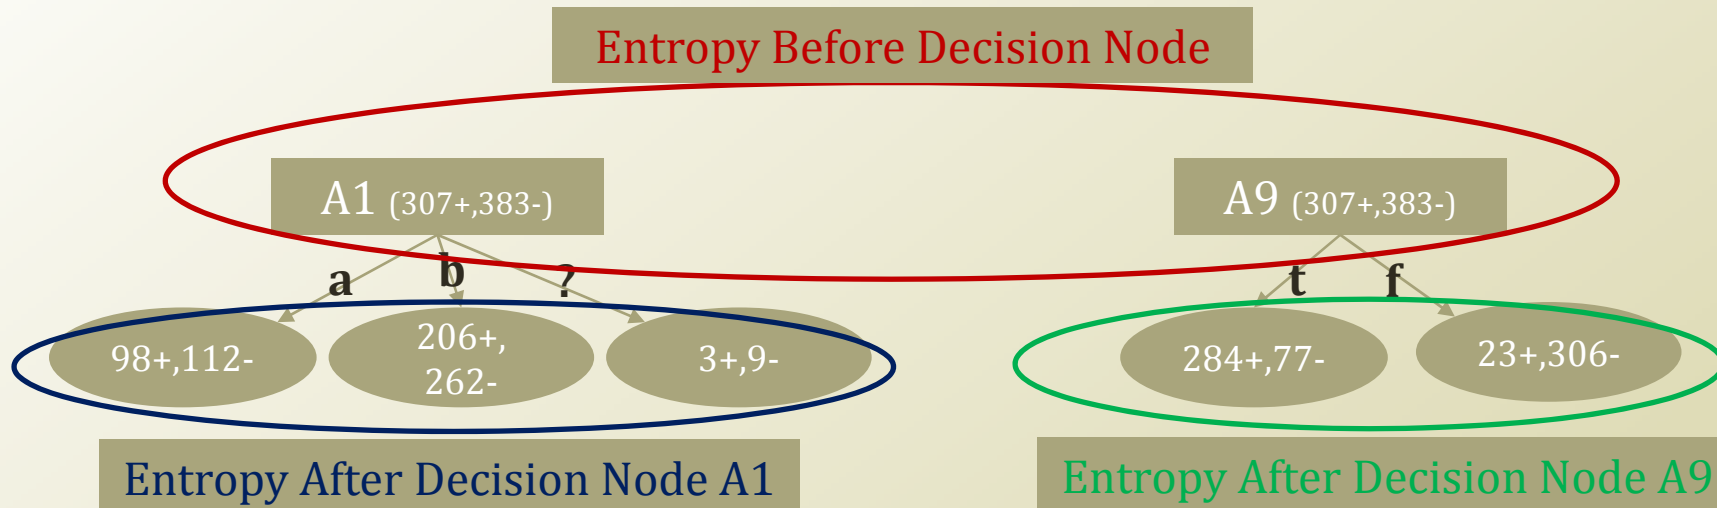 Entropy Before Decision Node
A1 (307+,383-)
A9 (307+,383-)
a
b
?
t
f
98+,112-
206+,
262-
3+,9-
284+,77-
23+,306-
Entropy After Decision Node A1
Entropy After Decision Node A9